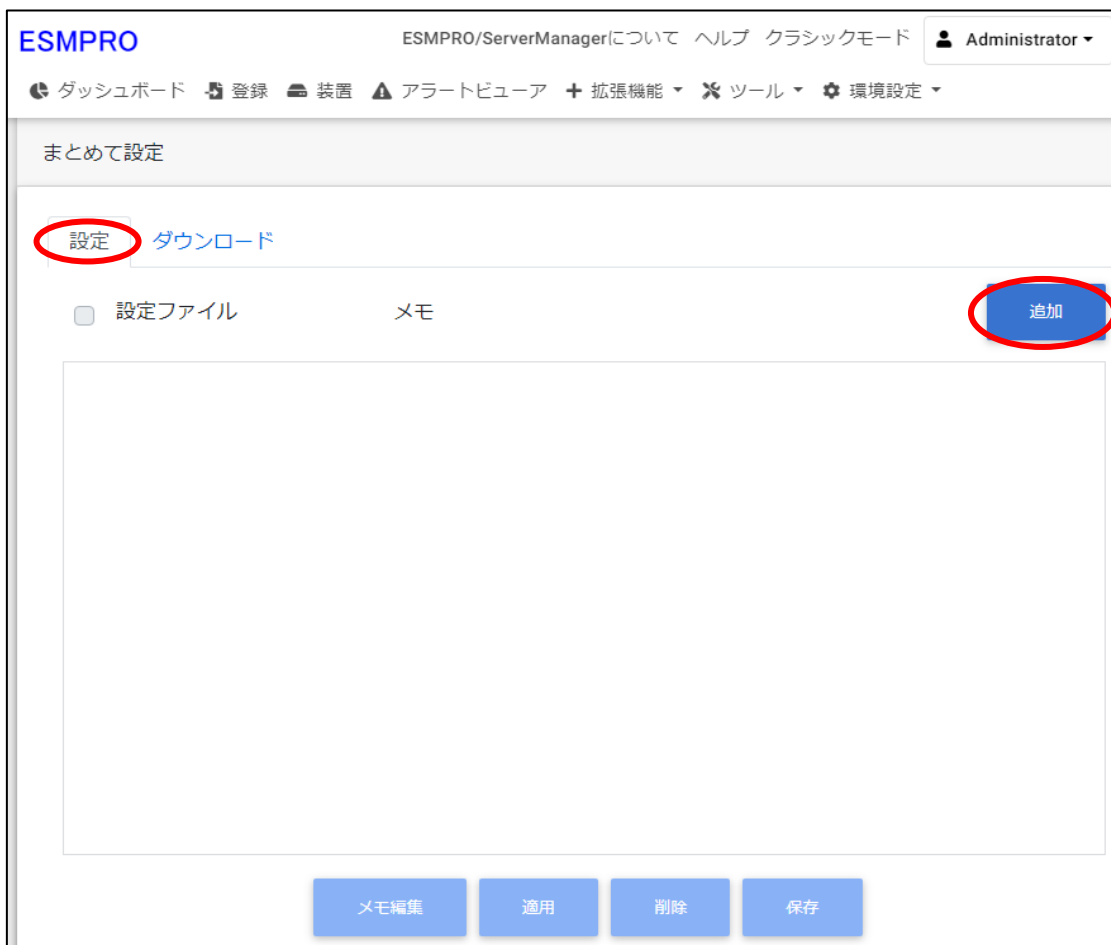 ESMPRO ESMPRO/ServerManagerについて ヘルプ クラシックモード Administrator
ダッシュボード 登録 装置 アラートビューア 拡張機能 ツール 環境設定
まとめて設定
設定 ダウンロード
設定ファイル メモ 追加
メモ編集 適用 削除 保存